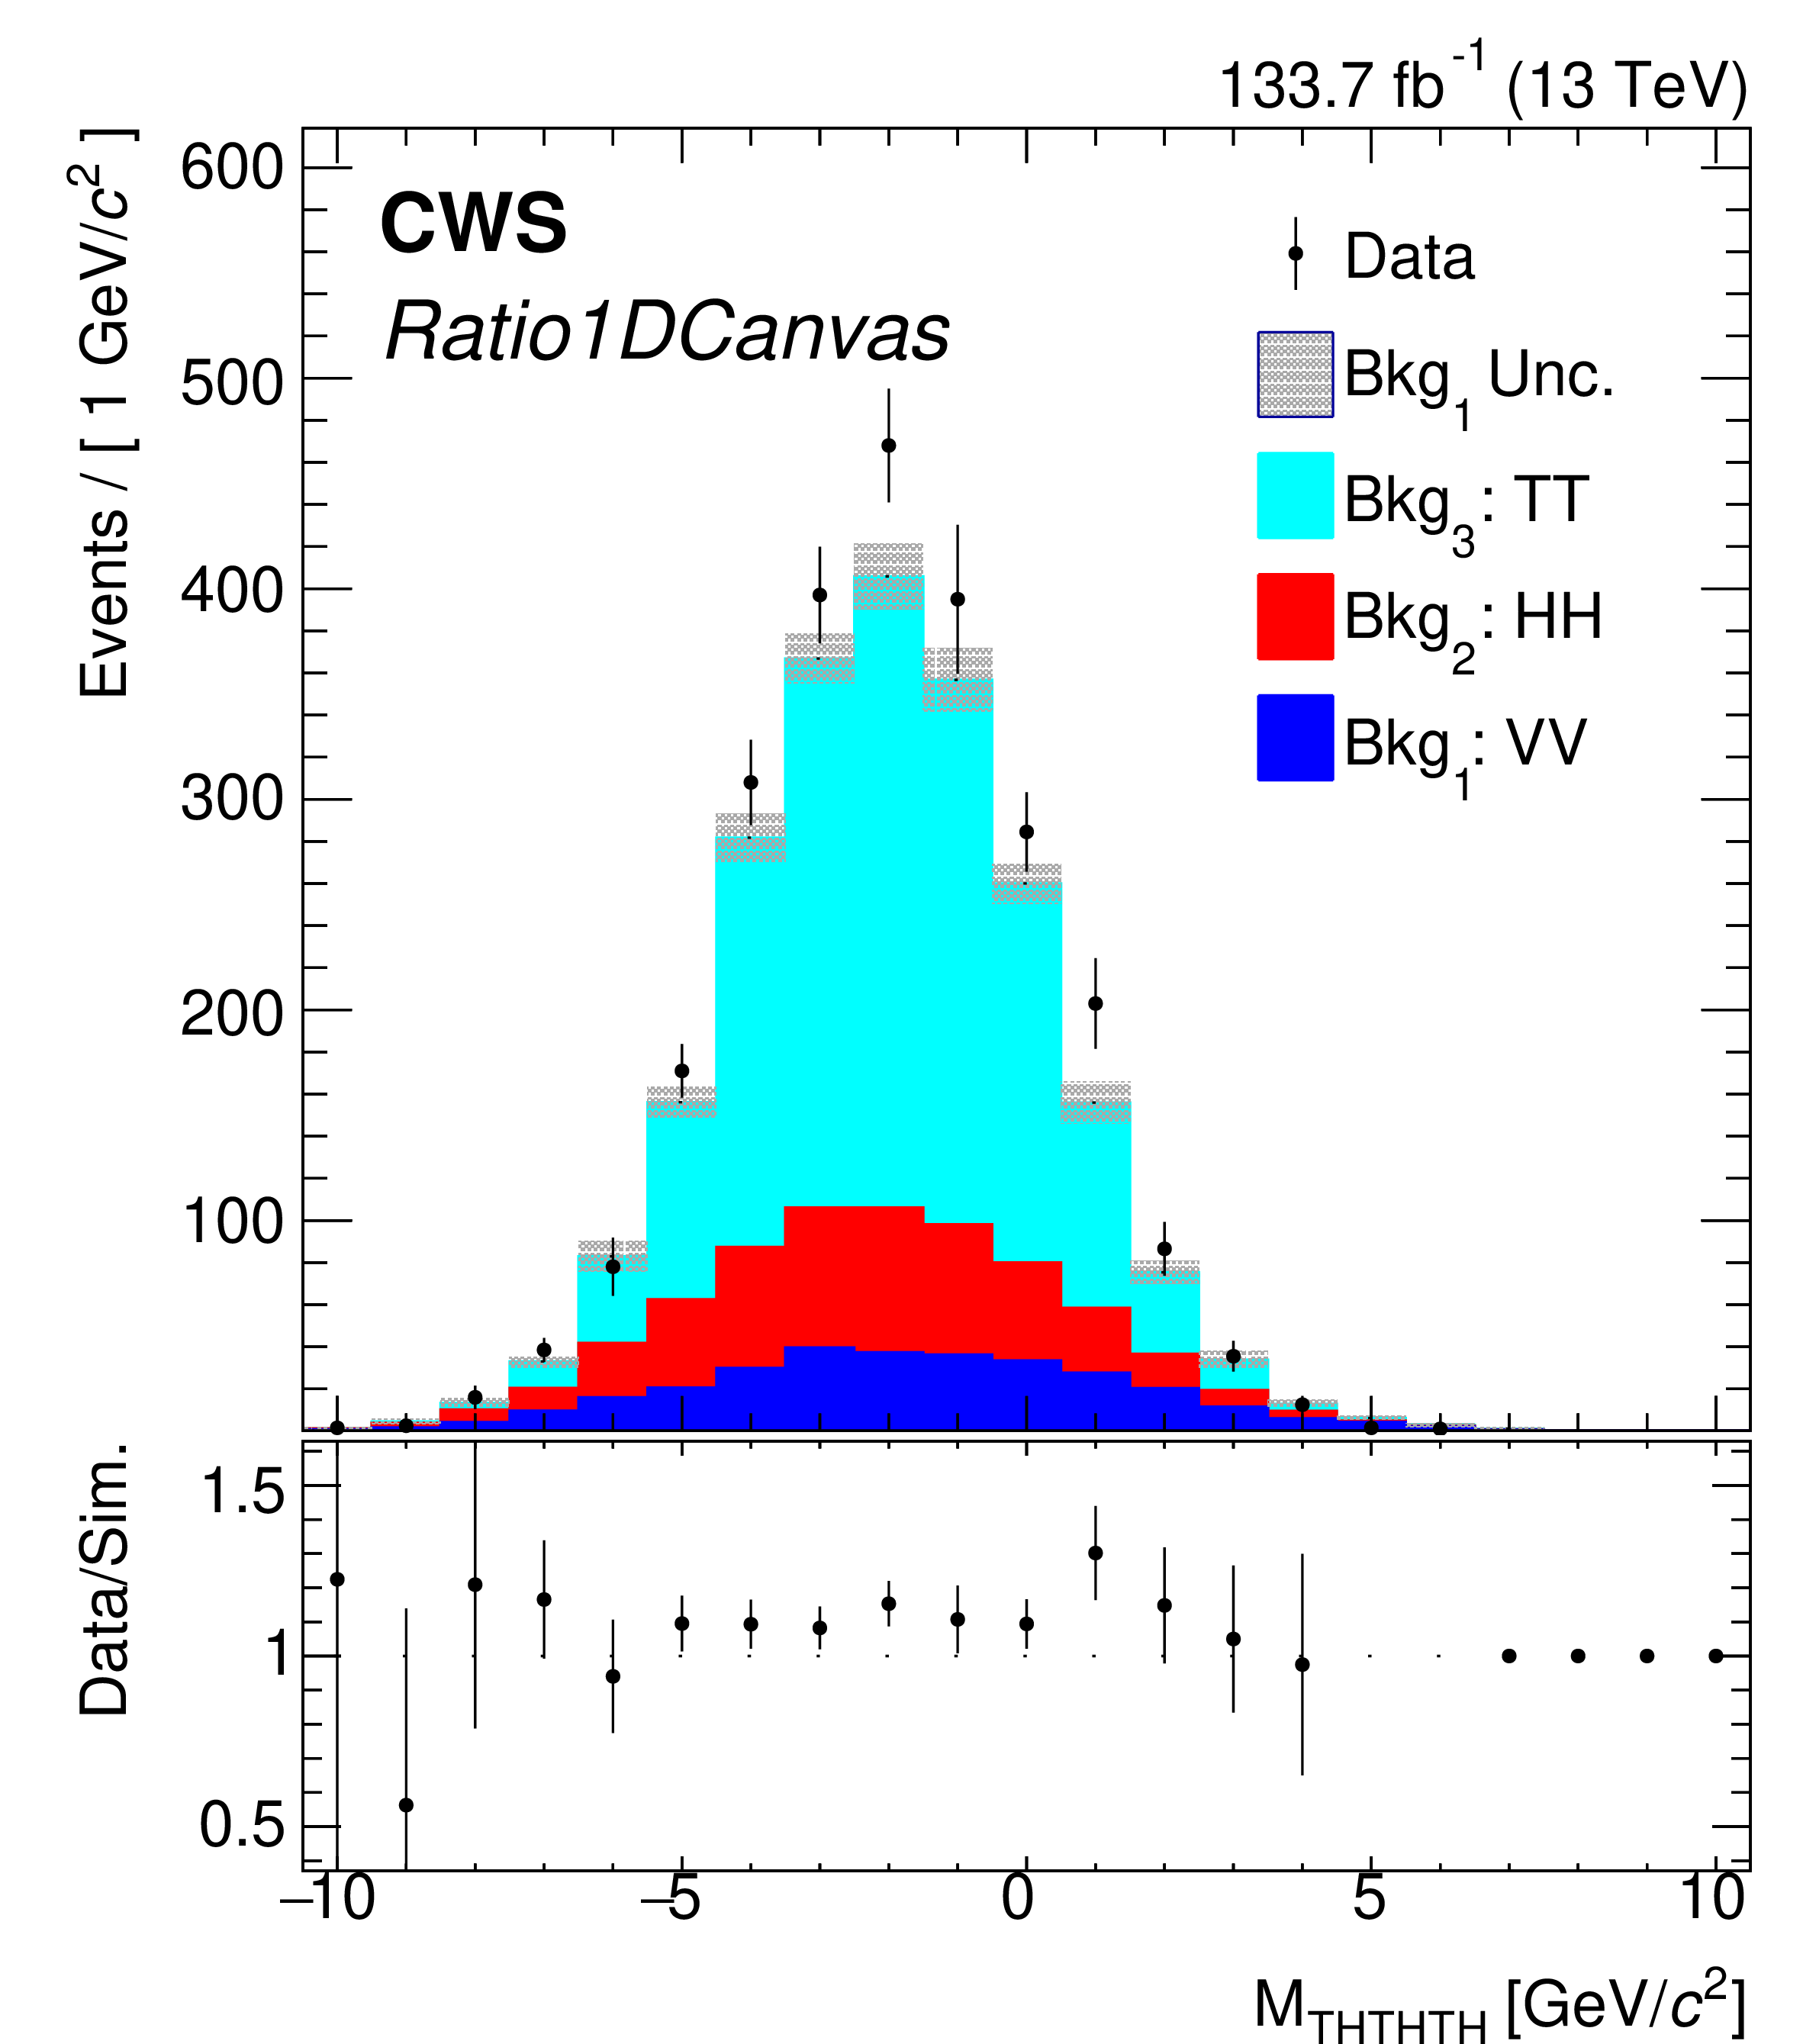 133.7 fb⁻¹ (13 TeV)
Events / [ 1 GeV/c² ]
600
500
400
300
200
100
CWS
Ratio1DCanvas
Data
Bkg₁ Unc.
Bkg₃: TT
Bkg₂: HH
Bkg₁: VV
Data/Sim.
1.5
1
0.5
−10 −5 0 5 10
M_THTHTH [GeV/c²]